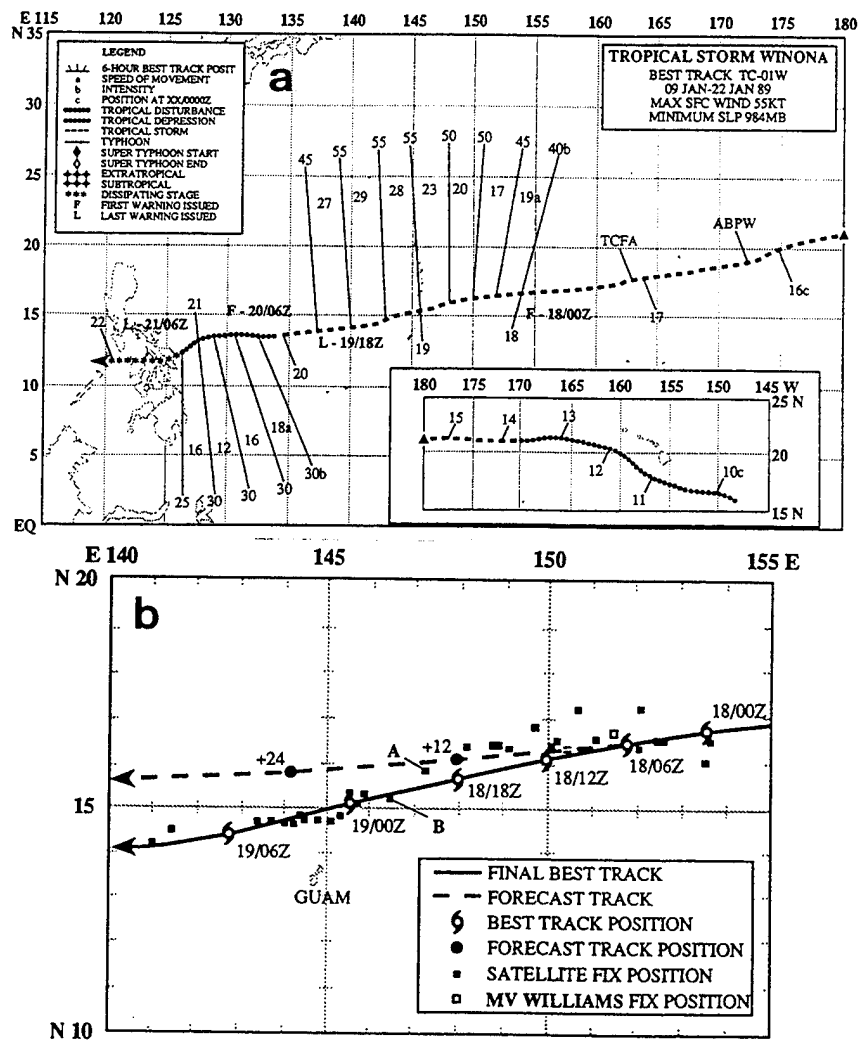 E 115 120 125 130 135 140 145 150 155 160 165 170 175 180
N 35
30
25
20
15
10
5
EQ
LEGEND
6-HOUR BEST TRACK POSIT
a SPEED OF MOVEMENT
b INTENSITY
c POSITION AT XX/0000Z
TROPICAL DISTURBANCE
TROPICAL DEPRESSION
TROPICAL STORM
TYPHOON
SUPER TYPHOON START
SUPER TYPHOON END
EXTRATROPICAL
SUBTROPICAL
DISSIPATING STAGE
F FIRST WARNING ISSUED
L LAST WARNING ISSUED
a
TROPICAL STORM WINONA
BEST TRACK TC-01W
09 JAN-22 JAN 89
MAX SFC WIND 55KT
MINIMUM SLP 984MB
45 55 55 55 50 50 45 40b
27 29 28 23 20 17 19a
TCFA ABPW
16c
17
18
F - 18/00Z
19
L - 19/18Z
20
F - 20/06Z
21
L - 21/06Z
22
16 12 16 18a
25 30 30 30 30b
180 175 170 165 160 155 150 145 W
25 N
20
15 N
15 14 13 12 11 10c
E 140 145 150 155 E
N 20
15
N 10
b
18/00Z
18/06Z
18/12Z
18/18Z
19/00Z
19/06Z
+12
+24
A
B
GUAM
FINAL BEST TRACK
FORECAST TRACK
BEST TRACK POSITION
FORECAST TRACK POSITION
SATELLITE FIX POSITION
MV WILLIAMS FIX POSITION